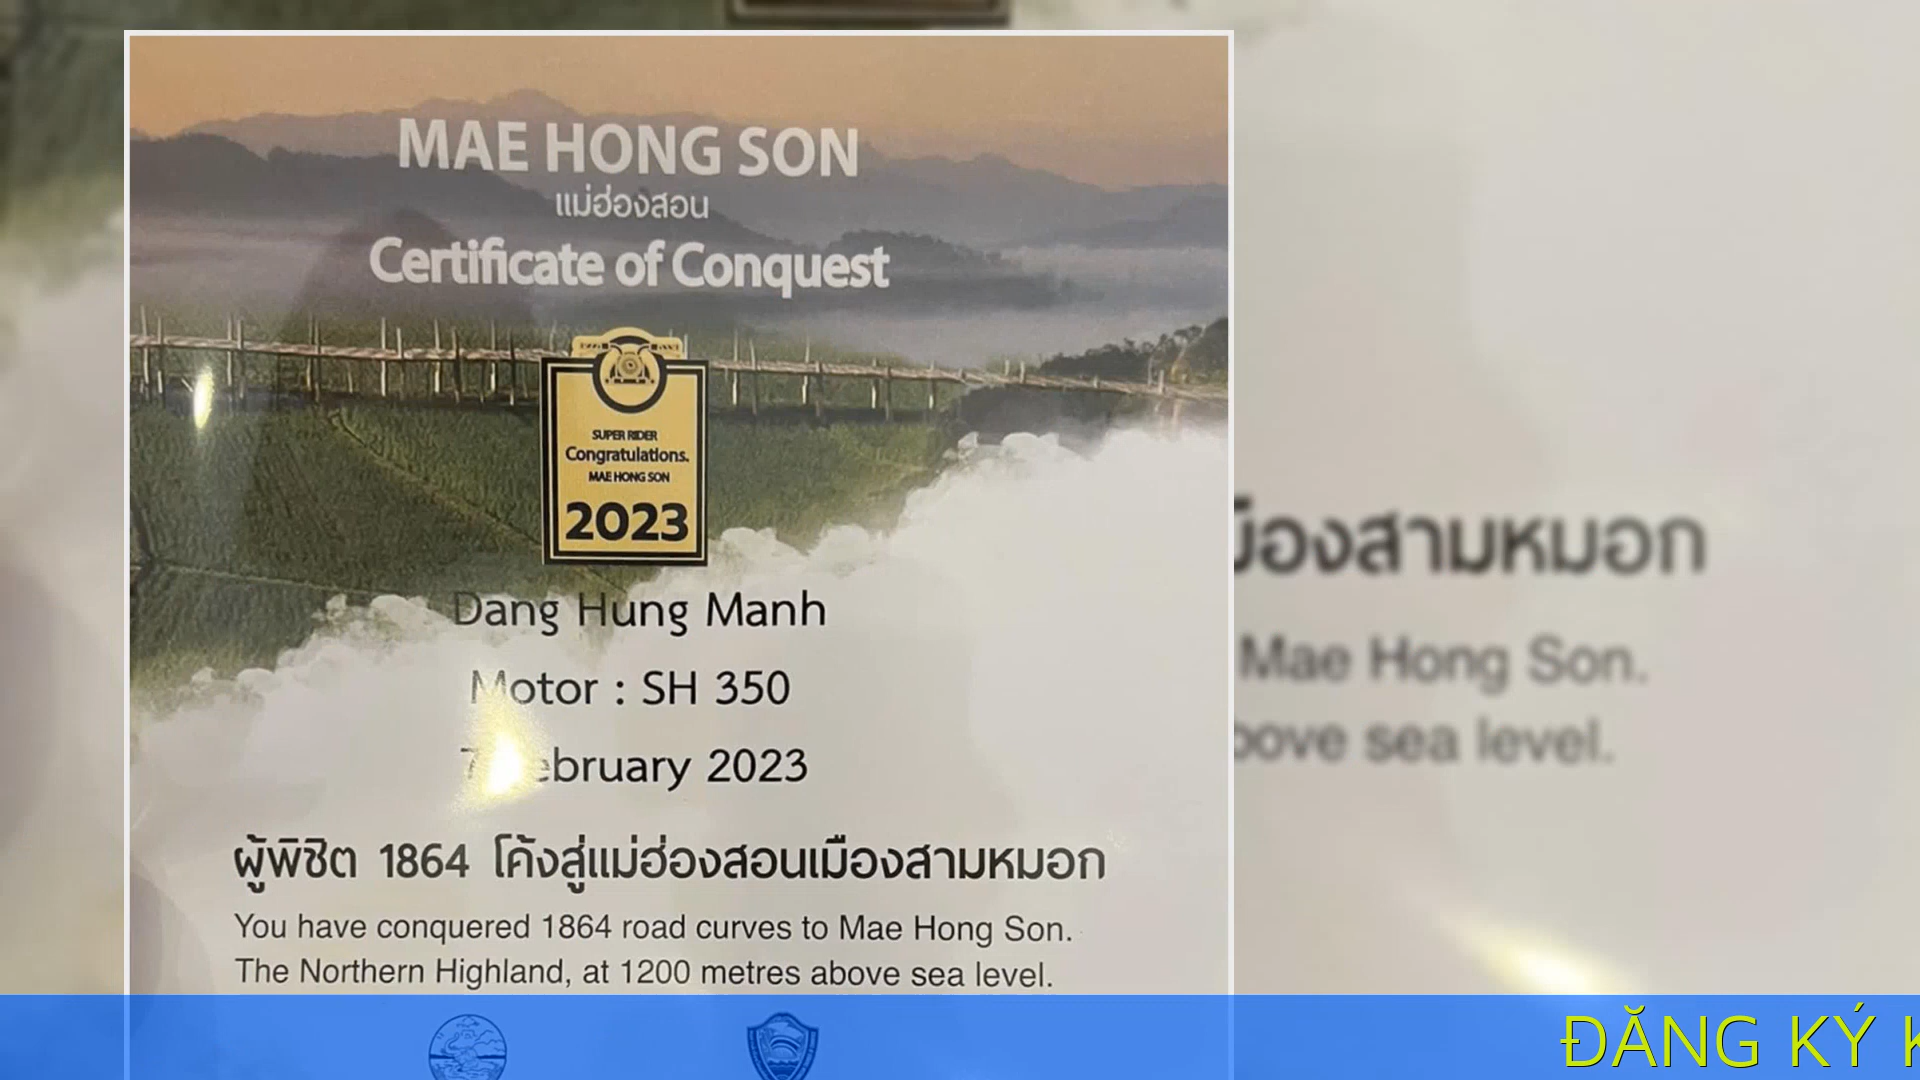 MAE HONG SON
แม่ฮ่องสอน
Certificate of Conquest
SUPER RIDER
Congratulations.
MAE HONG SON
2023
Dang Hung Manh
Motor : SH 350
7 February 2023
ผู้พิชิต 1864 โค้งสู่แม่ฮ่องสอนเมืองสามหมอก
You have conquered 1864 road curves to Mae Hong Son.
The Northern Highland, at 1200 metres above sea level.
มืองสามหมอก
Mae Hong Son.
bove sea level.
ĐĂNG KÝ K